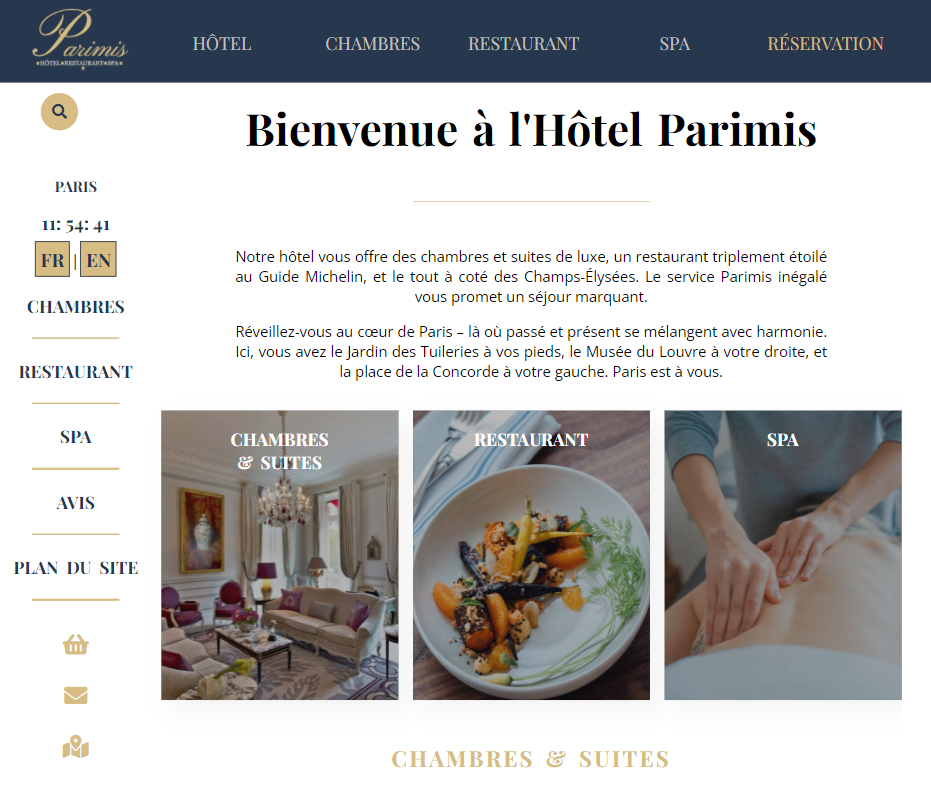 Parimis
HÔTEL★RESTAURANT★SPA
HÔTEL
CHAMBRES
RESTAURANT
SPA
RÉSERVATION
PARIS
11: 54: 41
FR | EN
CHAMBRES
RESTAURANT
SPA
AVIS
PLAN DU SITE
Bienvenue à l'Hôtel Parimis
Notre hôtel vous offre des chambres et suites de luxe, un restaurant triplement étoilé
au Guide Michelin, et le tout à coté des Champs-Élysées. Le service Parimis inégalé
vous promet un séjour marquant.
Réveillez-vous au cœur de Paris – là où passé et présent se mélangent avec harmonie.
Ici, vous avez le Jardin des Tuileries à vos pieds, le Musée du Louvre à votre droite, et
la place de la Concorde à votre gauche. Paris est à vous.
CHAMBRES
& SUITES
RESTAURANT
SPA
CHAMBRES & SUITES